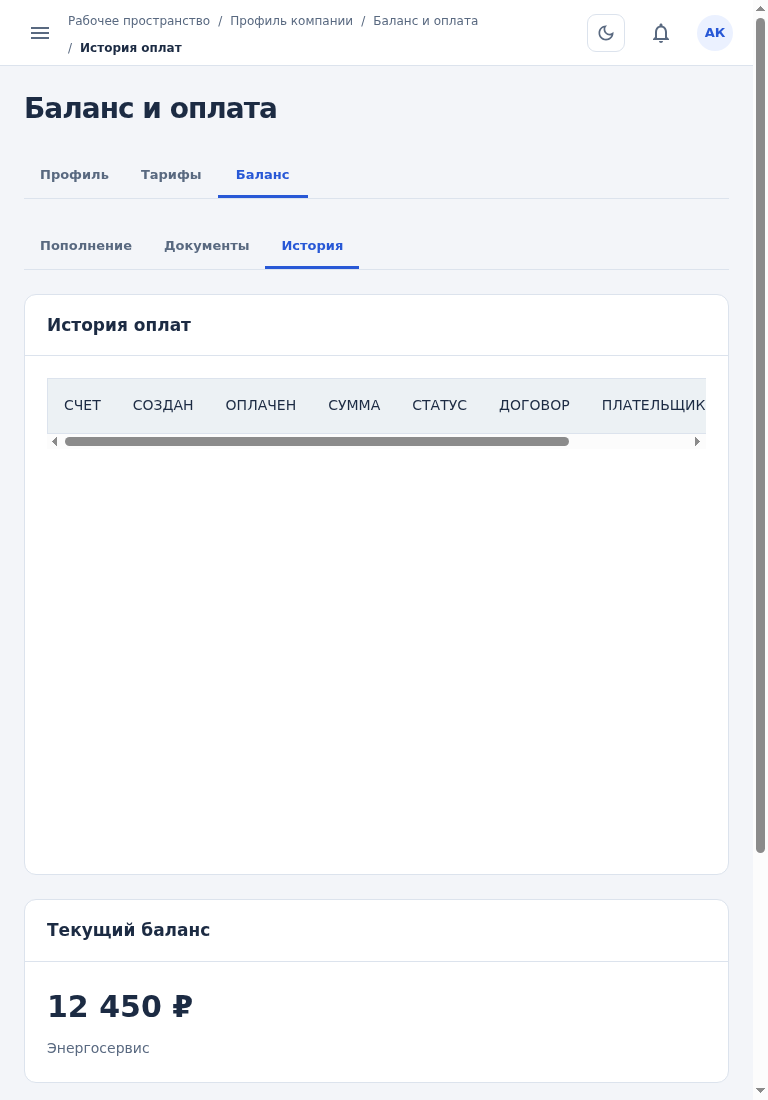 Рабочее пространство / Профиль компании / Баланс и оплата
/ История оплат
АК
Баланс и оплата
Профиль Тарифы Баланс
Пополнение Документы История
История оплат
СЧЕТ СОЗДАН ОПЛАЧЕН СУММА СТАТУС ДОГОВОР ПЛАТЕЛЬЩИК
Текущий баланс
12 450 ₽
Энергосервис